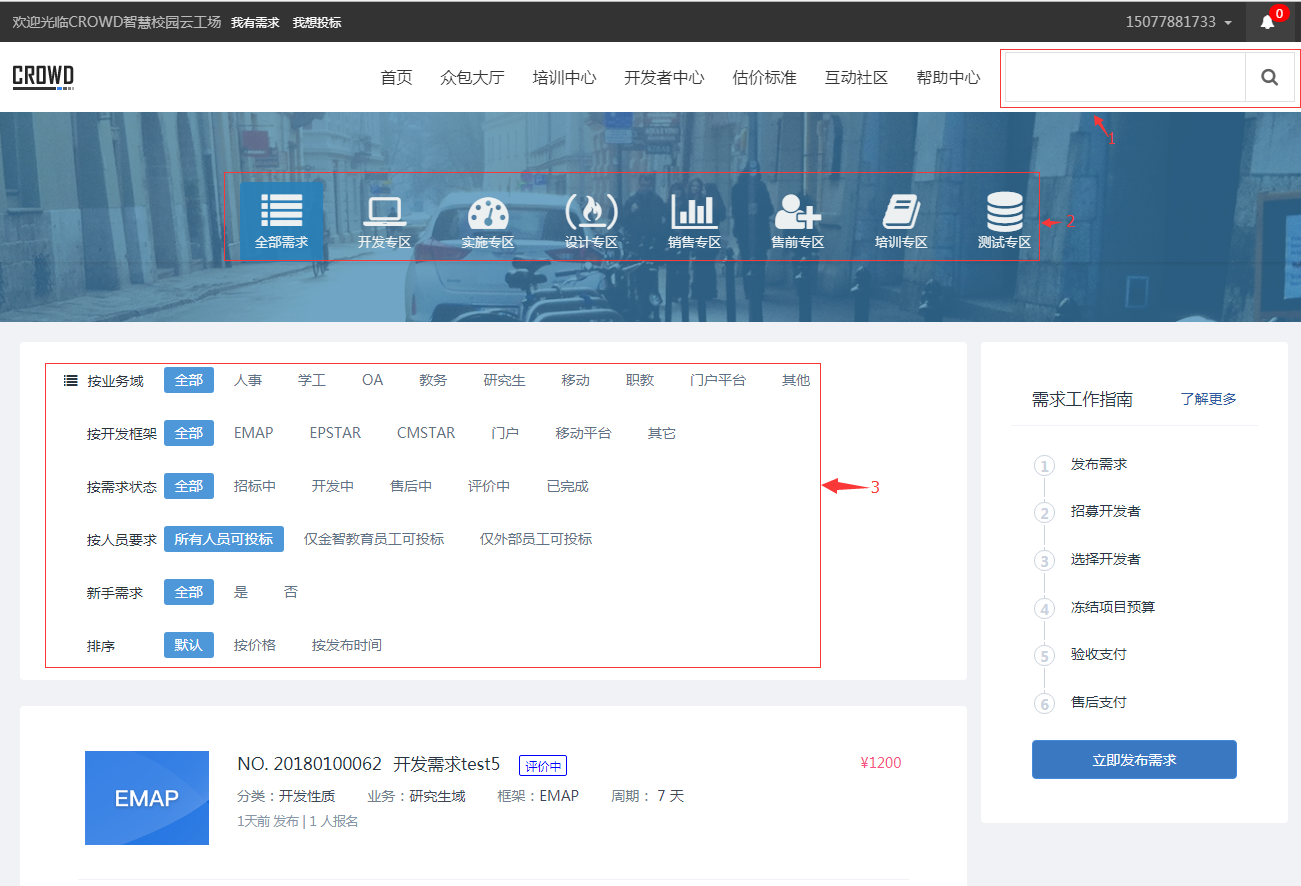 欢迎光临CROWD智慧校园云工场 我有需求 我想投标 15077881733 0
CROWD 首页 众包大厅 培训中心 开发者中心 估价标准 互动社区 帮助中心
1
2
全部需求 开发专区 实施专区 设计专区 销售专区 售前专区 培训专区 测试专区
按业务域 全部 人事 学工 OA 教务 研究生 移动 职教 门户平台 其他
按开发框架 全部 EMAP EPSTAR CMSTAR 门户 移动平台 其它
按需求状态 全部 招标中 开发中 售后中 评价中 已完成
3
按人员要求 所有人员可投标 仅金智教育员工可投标 仅外部员工可投标
新手需求 全部 是 否
排序 默认 按价格 按发布时间
需求工作指南 了解更多
1 发布需求
2 招募开发者
3 选择开发者
4 冻结项目预算
5 验收支付
6 售后支付
立即发布需求
EMAP
NO. 20180100062 开发需求test5 评价中 ¥1200
分类：开发性质 业务：研究生域 框架：EMAP 周期： 7 天
1天前 发布 | 1 人报名